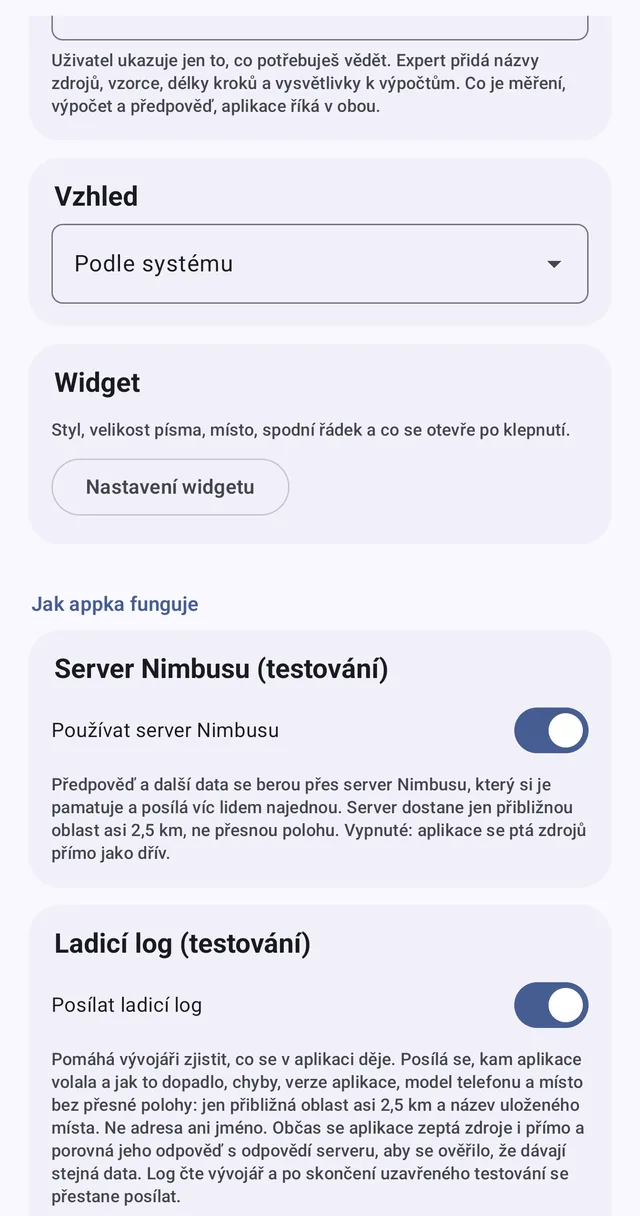 Uživatel ukazuje jen to, co potřebuješ vědět. Expert přidá názvy
zdrojů, vzorce, délky kroků a vysvětlivky k výpočtům. Co je měření,
výpočet a předpověď, aplikace říká v obou.
Vzhled
Podle systému
Widget
Styl, velikost písma, místo, spodní řádek a co se otevře po klepnutí.
Nastavení widgetu
Jak appka funguje
Server Nimbusu (testování)
Používat server Nimbusu
Předpověď a další data se berou přes server Nimbusu, který si je
pamatuje a posílá víc lidem najednou. Server dostane jen přibližnou
oblast asi 2,5 km, ne přesnou polohu. Vypnuté: aplikace se ptá zdrojů
přímo jako dřív.
Ladicí log (testování)
Posílat ladicí log
Pomáhá vývojáři zjistit, co se v aplikaci děje. Posílá se, kam aplikace
volala a jak to dopadlo, chyby, verze aplikace, model telefonu a místo
bez přesné polohy: jen přibližná oblast asi 2,5 km a název uloženého
místa. Ne adresa ani jméno. Občas se aplikace zeptá zdroje i přímo a
porovná jeho odpověď s odpovědí serveru, aby se ověřilo, že dávají
stejná data. Log čte vývojář a po skončení uzavřeného testování se
přestane posílat.